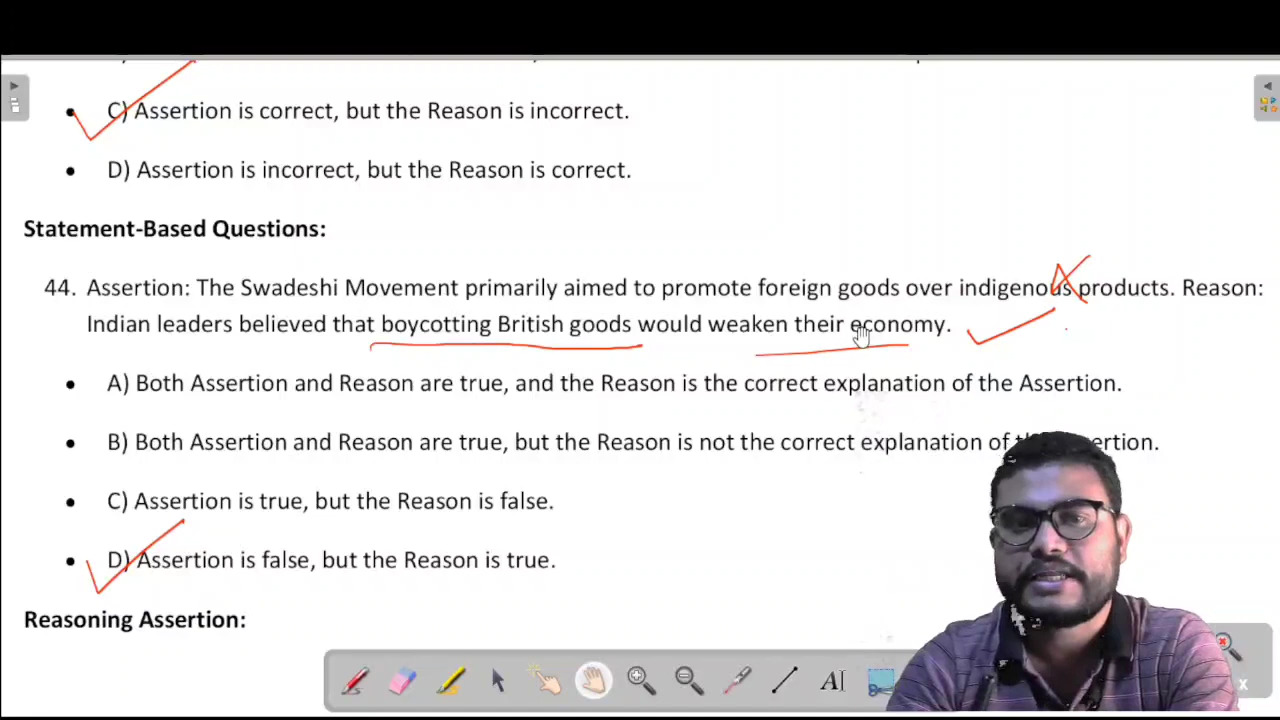 C) Assertion is correct, but the Reason is incorrect.
D) Assertion is incorrect, but the Reason is correct.
Statement-Based Questions:
44. Assertion: The Swadeshi Movement primarily aimed to promote foreign goods over indigenous products. Reason:
Indian leaders believed that boycotting British goods would weaken their economy.
A) Both Assertion and Reason are true, and the Reason is the correct explanation of the Assertion.
B) Both Assertion and Reason are true, but the Reason is not the correct explanation of
C) Assertion is true, but the Reason is false.
D) Assertion is false, but the Reason is true.
Reasoning Assertion:
AI
x